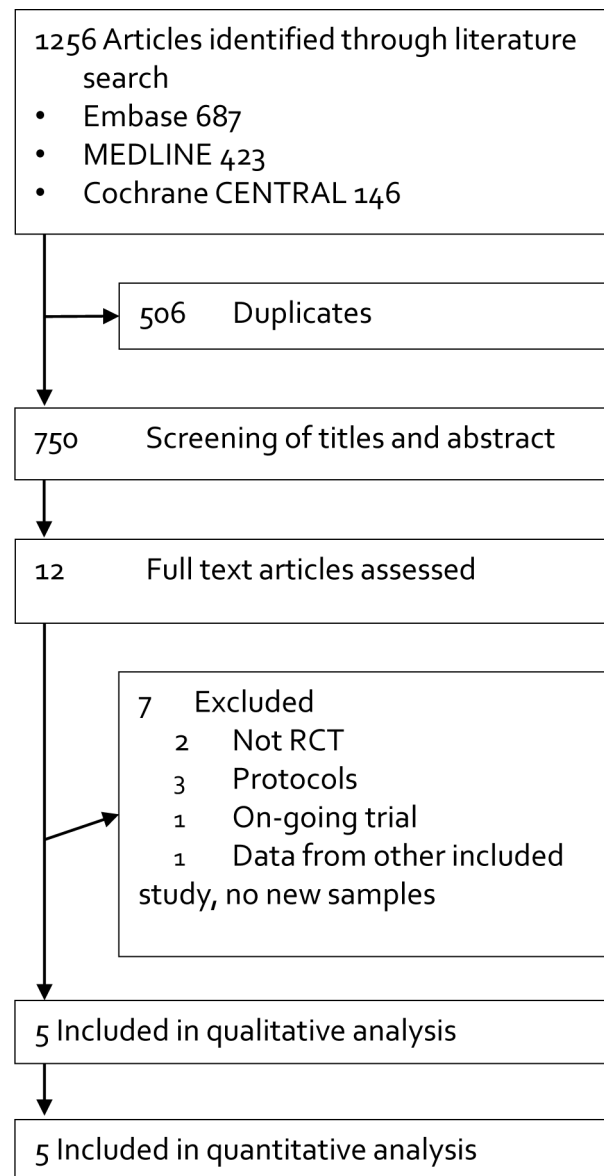 1256 Articles identified through literature
search
• Embase 687
• MEDLINE 423
• Cochrane CENTRAL 146
506 Duplicates
750 Screening of titles and abstract
12 Full text articles assessed
7 Excluded
2 Not RCT
3 Protocols
1 On-going trial
1 Data from other included
study, no new samples
5 Included in qualitative analysis
5 Included in quantitative analysis